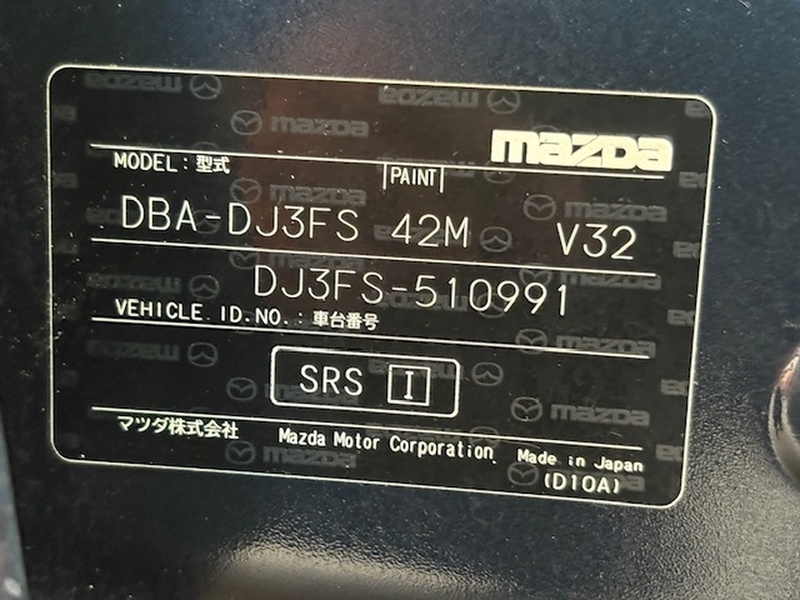 mazda
MODEL : 型式 PAINT
DBA-DJ3FS 42M V32
DJ3FS-510991
VEHICLE ID.NO. : 車台番号
SRS I
マツダ株式会社 Mazda Motor Corporation Made in Japan
(D10A)